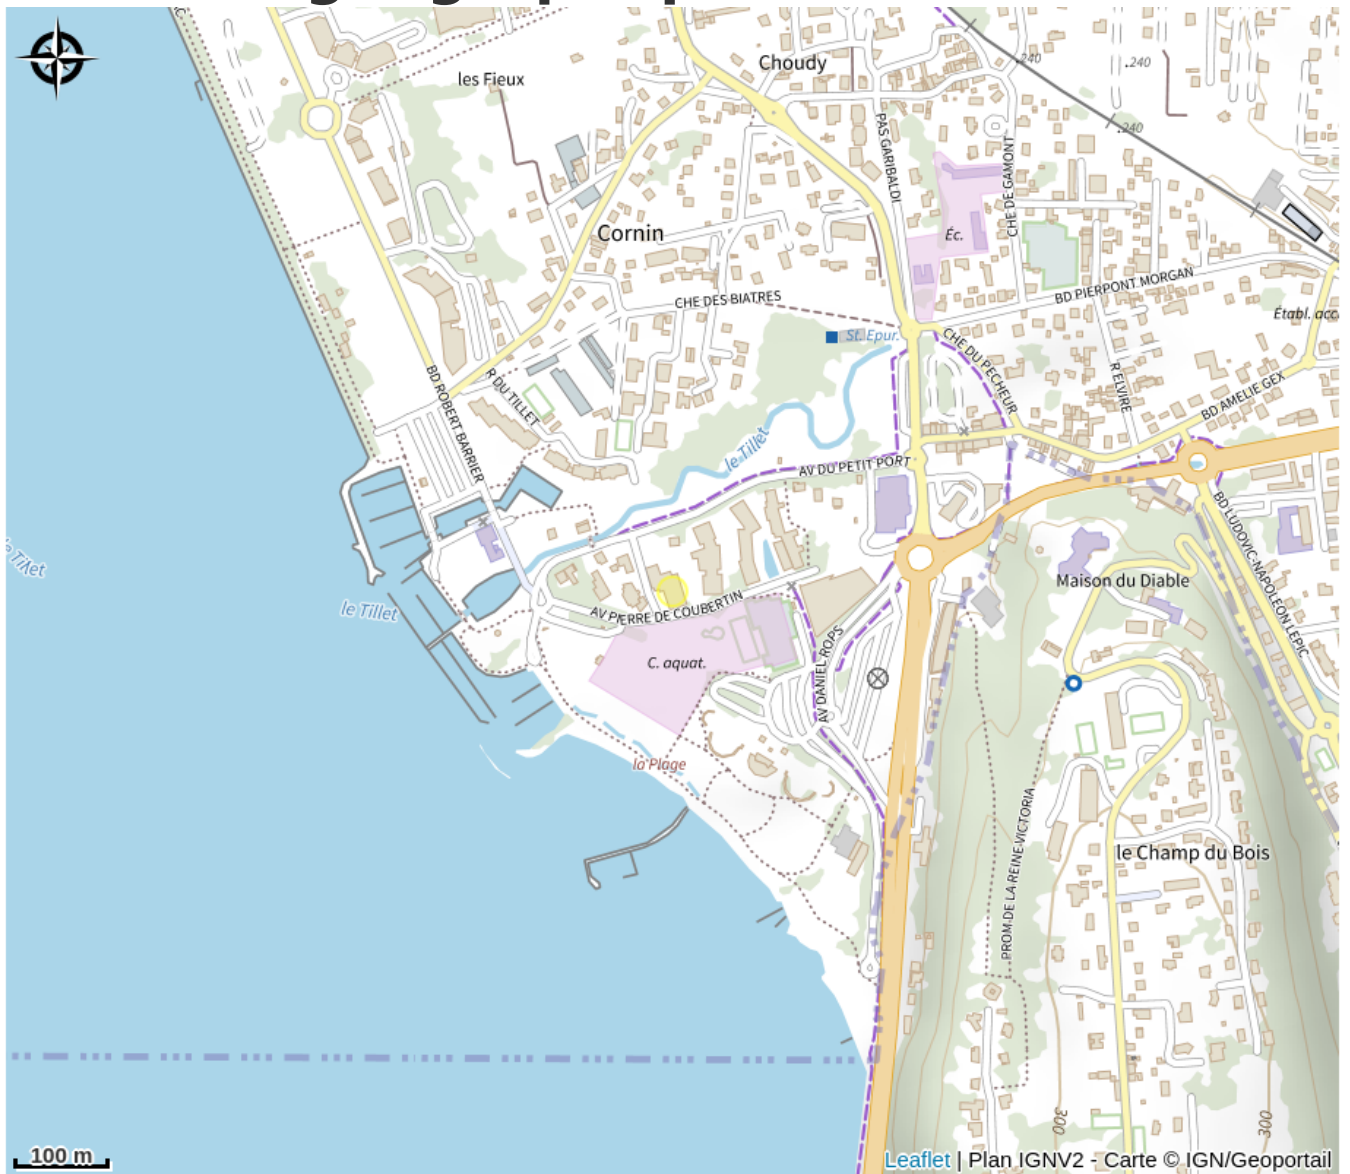 les Fieux
Choudy
240
.240
.240
PAS GARIBALDI
CHE DE GAMONT
Cornin
Éc.
CHE DES BIATRES
BD PIERPONT MORGAN
Établ. acc.
St. Epur.
CHE DU PECHEUR
R ELVIRE
BD AMELIE GEX
BD ROBERT BARRIER
R DU TILLET
le Tillet
AV DU PETIT PORT
BD LUDOVIC-NAPOLEON LEPIC
le Tillet
le Tillet
Maison du Diable
AV PIERRE DE COUBERTIN
C. aquat.
AV DANIEL ROPS
la Plage
PROM DE LA REINE VICTORIA
le Champ du Bois
300
300
100 m
Leaflet | Plan IGNV2 - Carte © IGN/Geoportail